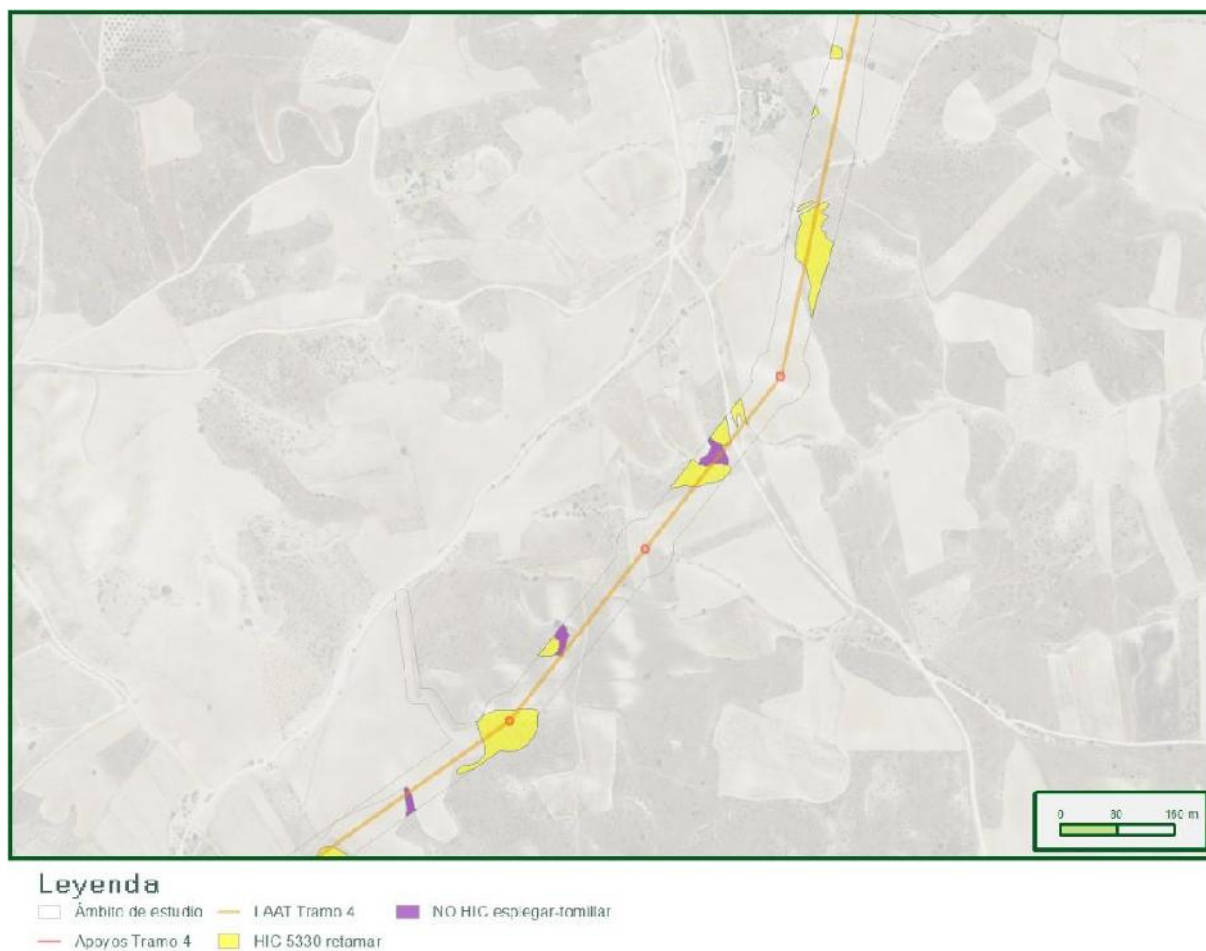 0 80 160 m
Leyenda
Ámbito de estudio LAAT Tramo 4 NO HIC esplegar-tomillar
Apoyos Tramo 4 HIC 5330 retamar